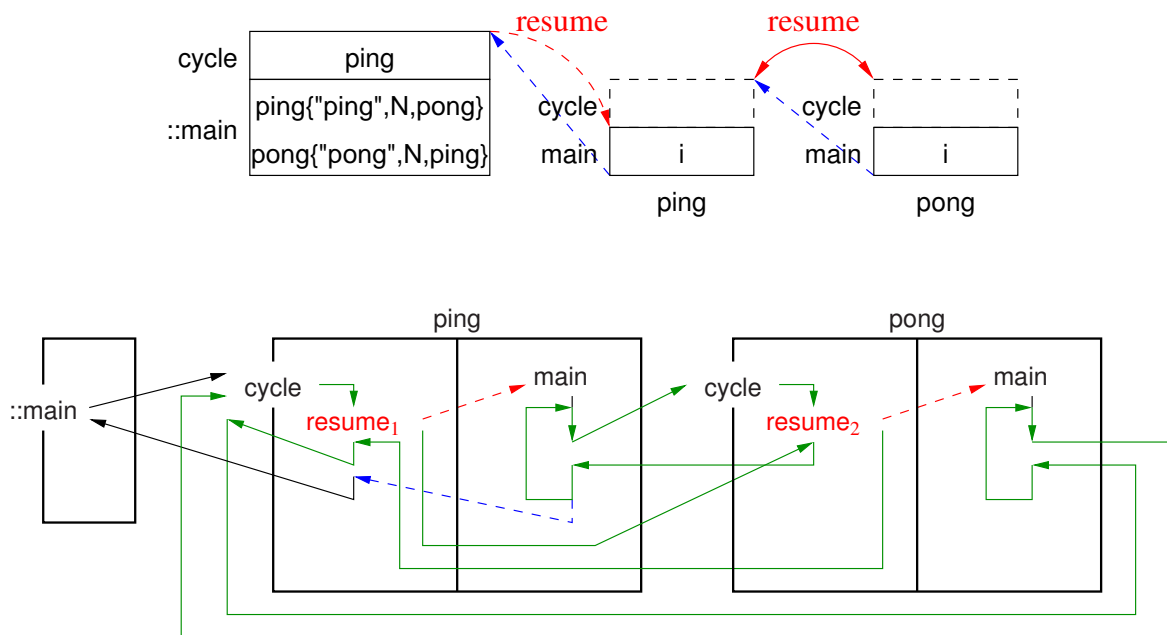 resume resume
cycle ping
ping{"ping",N,pong} cycle cycle
::main
pong{"pong",N,ping} main i main i
ping pong
ping pong
::main cycle main cycle main
resume1 resume2